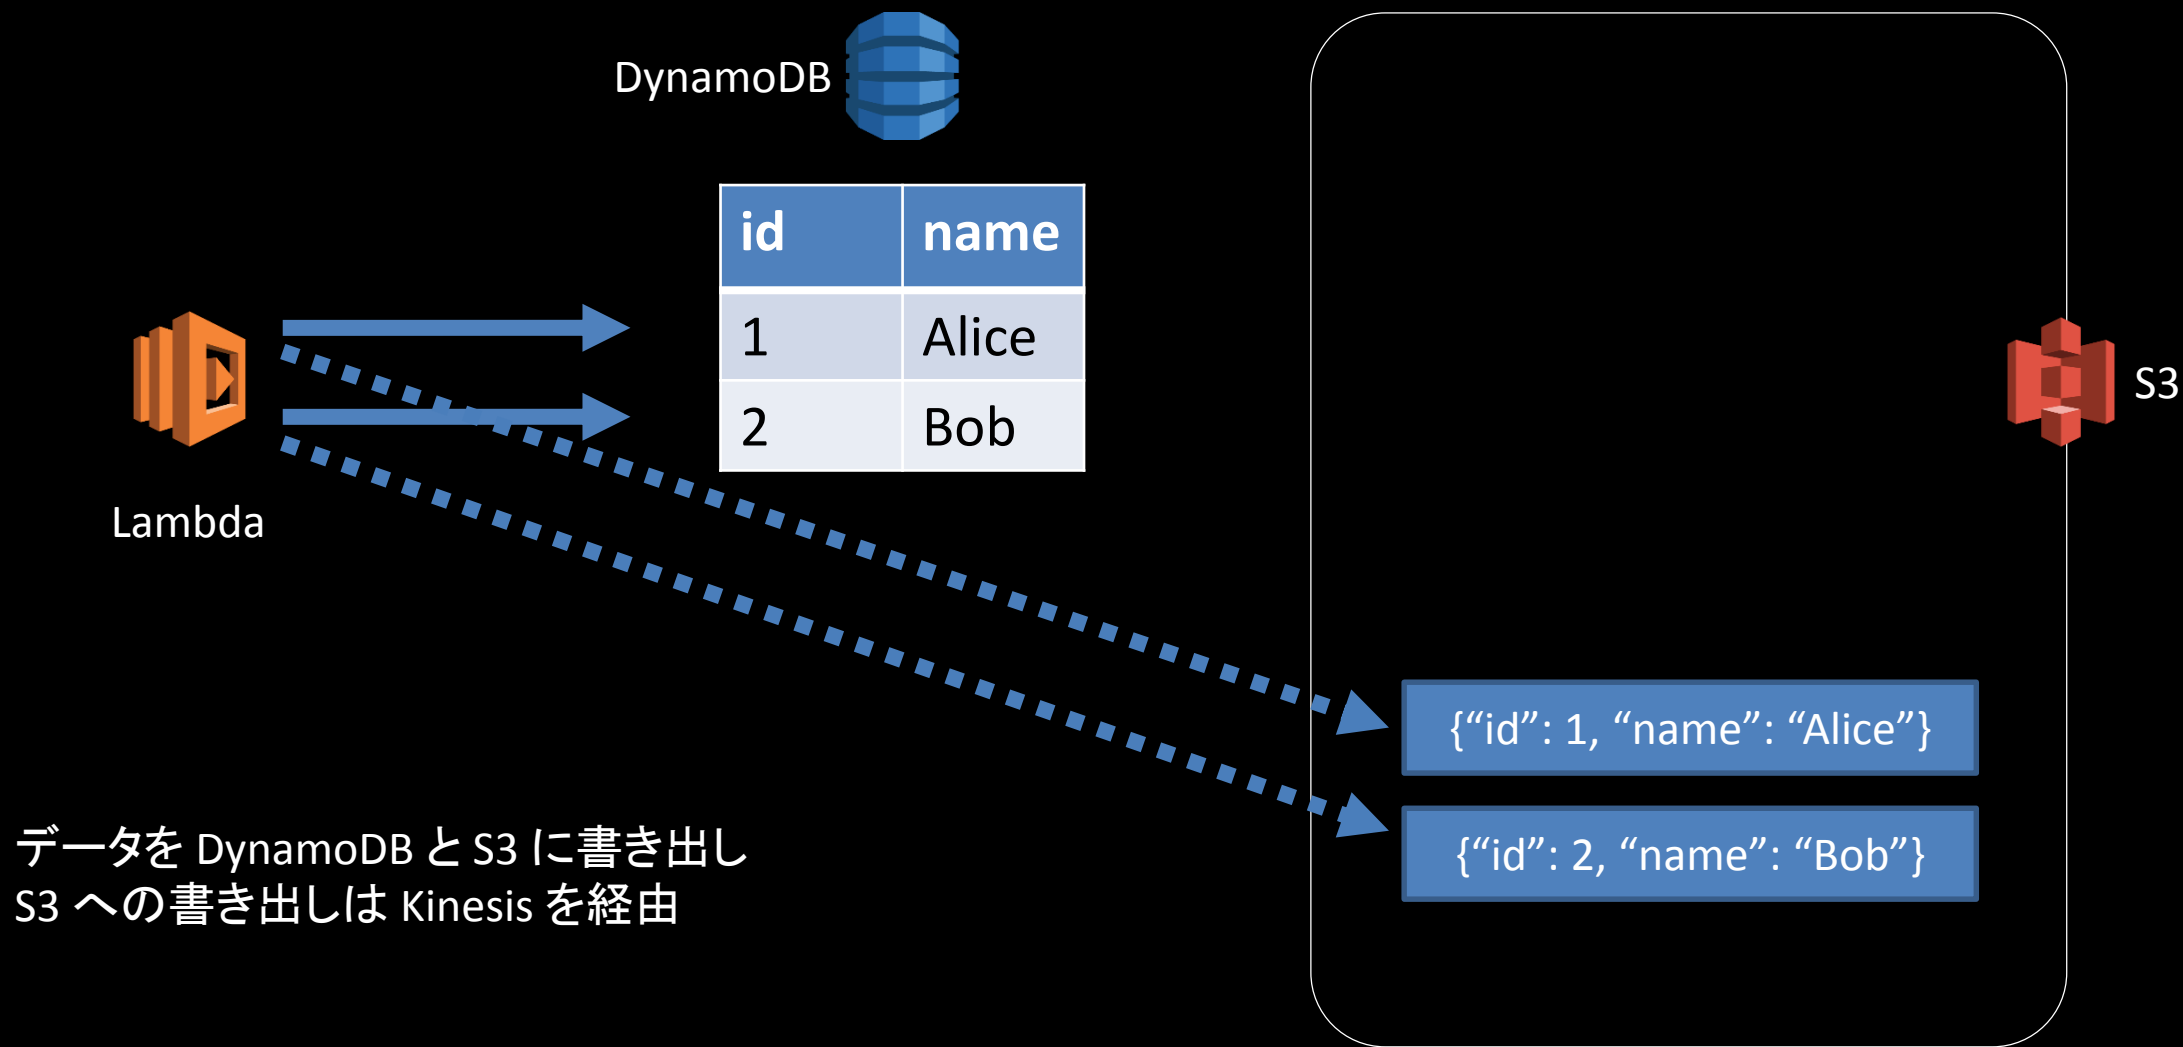 DynamoDB
id name
1 Alice
2 Bob
Lambda
S3
{“id”: 1, “name”: “Alice”}
{“id”: 2, “name”: “Bob”}
データを DynamoDB と S3 に書き出し
S3 への書き出しは Kinesis を経由